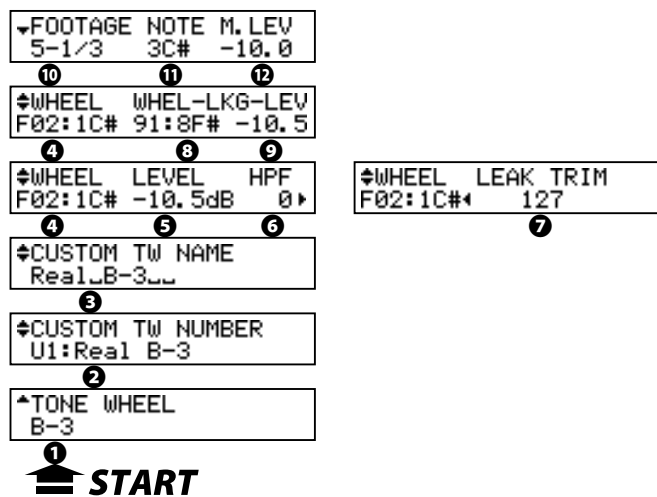 FOOTAGE NOTE M.LEV
5-1/3 3C# -10.0
10 11 12
WHEEL WHEL-LKG-LEV
F02:1C# 91:8F# -10.5
4 8 9
WHEEL LEVEL HPF
F02:1C# -10.5dB 0
4 5 6
WHEEL LEAK TRIM
F02:1C# 127
7
CUSTOM TW NAME
Real␣B-3␣␣
3
CUSTOM TW NUMBER
U1:Real B-3
2
TONE WHEEL
B-3
1
START